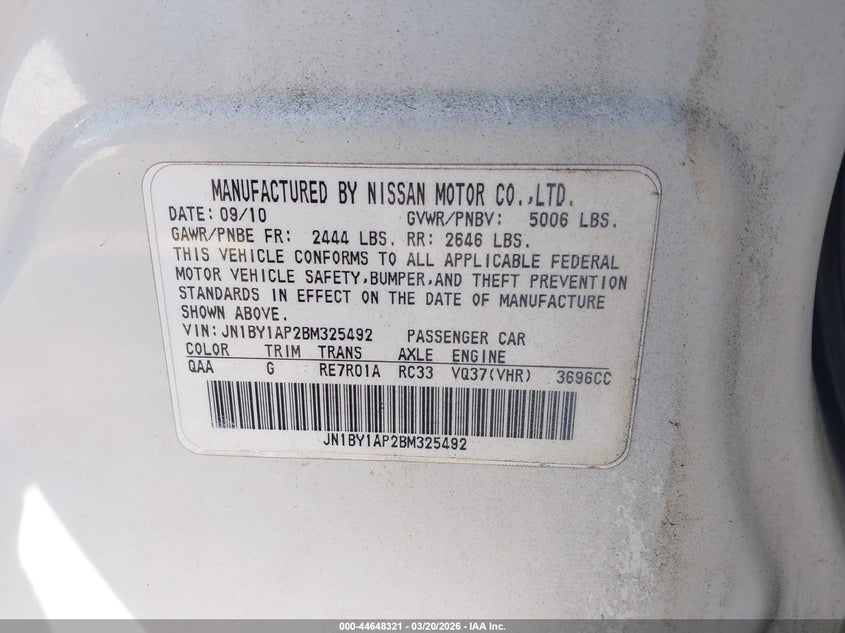 MANUFACTURED BY NISSAN MOTOR CO.,LTD.
DATE: 09/10 GVWR/PNBV: 5006 LBS.
GAWR/PNBE FR: 2444 LBS. RR: 2646 LBS.
THIS VEHICLE CONFORMS TO ALL APPLICABLE FEDERAL
MOTOR VEHICLE SAFETY,BUMPER,AND THEFT PREVENTION
STANDARDS IN EFFECT ON THE DATE OF MANUFACTURE
SHOWN ABOVE.
VIN: JN1BY1AP2BM325492 PASSENGER CAR
COLOR TRIM TRANS AXLE ENGINE
QAA G RE7R01A RC33 VQ37(VHR) 3696CC
JN1BY1AP2BM325492
000-44648321 | 03/20/2026 | IAA Inc.